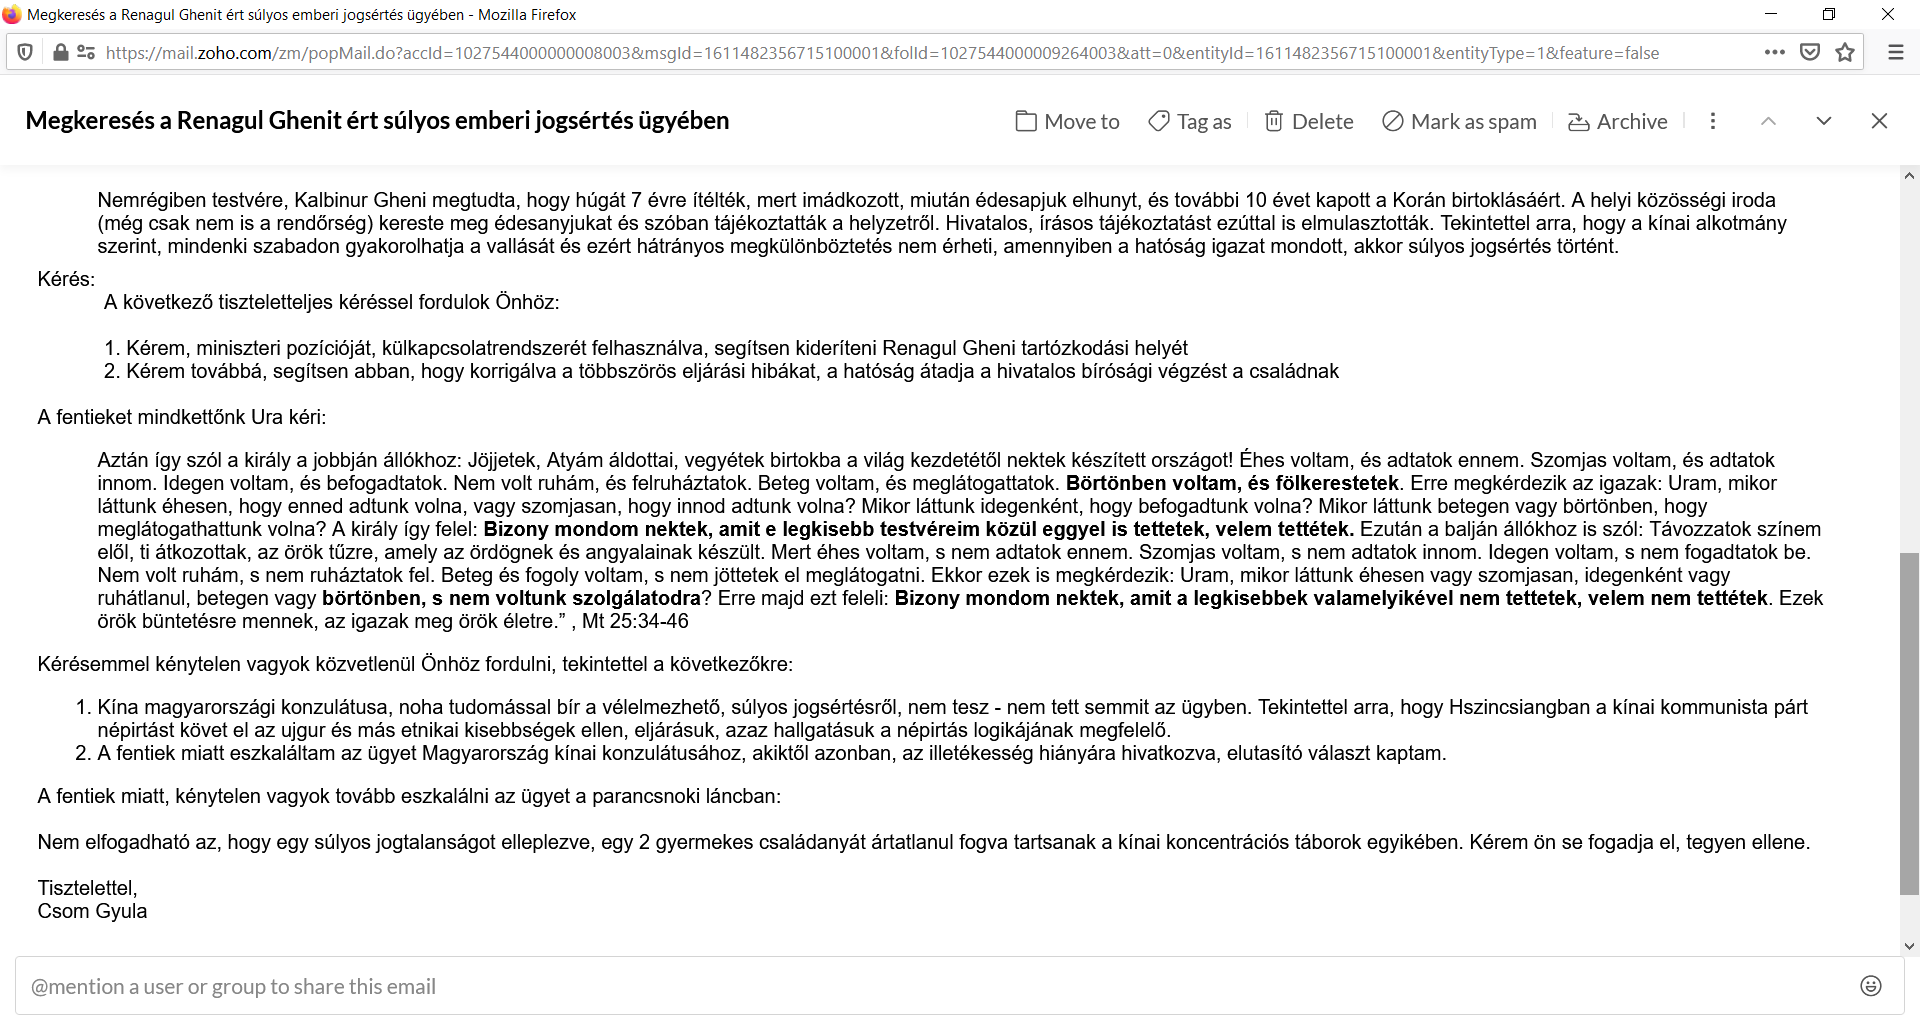 Megkeresés a Renagul Ghenit ért súlyos emberi jogsértés ügyében - Mozilla Firefox
https://mail.zoho.com/zm/popMail.do?accId=1027544000000008003&msgId=1611482356715100001&folId=1027544000009264003&att=0&entityId=1611482356715100001&entityType=1&feature=false
Megkeresés a Renagul Ghenit ért súlyos emberi jogsértés ügyében
Move to Tag as Delete Mark as spam Archive
Nemrégiben testvére, Kalbinur Gheni megtudta, hogy húgát 7 évre ítélték, mert imádkozott, miután édesapjuk elhunyt, és további 10 évet kapott a Korán birtoklásáért. A helyi közösségi iroda
(még csak nem is a rendőrség) kereste meg édesanyjukat és szóban tájékoztatták a helyzetről. Hivatalos, írásos tájékoztatást ezúttal is elmulasztották. Tekintettel arra, hogy a kínai alkotmány
szerint, mindenki szabadon gyakorolhatja a vallását és ezért hátrányos megkülönböztetés nem érheti, amennyiben a hatóság igazat mondott, akkor súlyos jogsértés történt.
Kérés:
A következő tiszteletteljes kéréssel fordulok Önhöz:
1. Kérem, miniszteri pozícióját, külkapcsolatrendszerét felhasználva, segítsen kideríteni Renagul Gheni tartózkodási helyét
2. Kérem továbbá, segítsen abban, hogy korrigálva a többszörös eljárási hibákat, a hatóság átadja a hivatalos bírósági végzést a családnak
A fentieket mindkettőnk Ura kéri:
Aztán így szól a király a jobbján állókhoz: Jöjjetek, Atyám áldottai, vegyétek birtokba a világ kezdetétől nektek készített országot! Éhes voltam, és adtatok ennem. Szomjas voltam, és adtatok
innom. Idegen voltam, és befogadtatok. Nem volt ruhám, és felruháztatok. Beteg voltam, és meglátogattatok. Börtönben voltam, és fölkerestetek. Erre megkérdezik az igazak: Uram, mikor
láttunk éhesen, hogy enned adtunk volna, vagy szomjasan, hogy innod adtunk volna? Mikor láttunk idegenként, hogy befogadtunk volna? Mikor láttunk betegen vagy börtönben, hogy
meglátogathattunk volna? A király így felel: Bizony mondom nektek, amit e legkisebb testvéreim közül eggyel is tettetek, velem tettétek. Ezután a balján állókhoz is szól: Távozzatok színem
elől, ti átkozottak, az örök tűzre, amely az ördögnek és angyalainak készült. Mert éhes voltam, s nem adtatok ennem. Szomjas voltam, s nem adtatok innom. Idegen voltam, s nem fogadtatok be.
Nem volt ruhám, s nem ruháztatok fel. Beteg és fogoly voltam, s nem jöttetek el meglátogatni. Ekkor ezek is megkérdezik: Uram, mikor láttunk éhesen vagy szomjasan, idegenként vagy
ruhátlanul, betegen vagy börtönben, s nem voltunk szolgálatodra? Erre majd ezt feleli: Bizony mondom nektek, amit a legkisebbek valamelyikével nem tettetek, velem nem tettétek. Ezek
örök büntetésre mennek, az igazak meg örök életre.” , Mt 25:34-46
Kérésemmel kénytelen vagyok közvetlenül Önhöz fordulni, tekintettel a következőkre:
1. Kína magyarországi konzulátusa, noha tudomással bír a vélelmezhető, súlyos jogsértésről, nem tesz - nem tett semmit az ügyben. Tekintettel arra, hogy Hszincsiangban a kínai kommunista párt
népirtást követ el az ujgur és más etnikai kisebbségek ellen, eljárásuk, azaz hallgatásuk a népirtás logikájának megfelelő.
2. A fentiek miatt eszkaláltam az ügyet Magyarország kínai konzulátusához, akiktől azonban, az illetékesség hiányára hivatkozva, elutasító választ kaptam.
A fentiek miatt, kénytelen vagyok tovább eszkalálni az ügyet a parancsnoki láncban:
Nem elfogadható az, hogy egy súlyos jogtalanságot elleplezve, egy 2 gyermekes családanyát ártatlanul fogva tartsanak a kínai koncentrációs táborok egyikében. Kérem ön se fogadja el, tegyen ellene.
Tisztelettel,
Csom Gyula
@mention a user or group to share this email